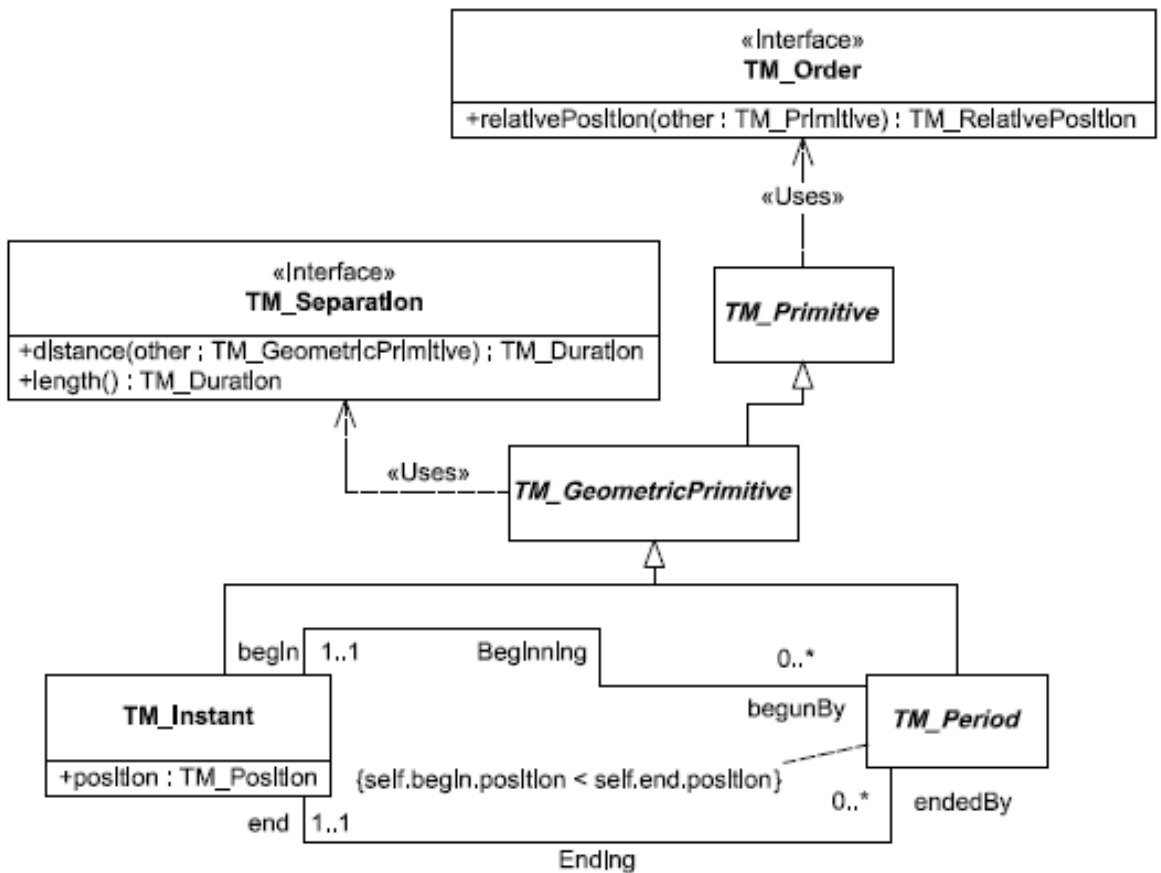 «Interface»
TM_Order
+relativePosition(other : TM_Primitive) : TM_RelativePosition
«Uses»
«Interface»
TM_Separation
+distance(other : TM_GeometricPrimitive) : TM_Duration
+length() : TM_Duration
TM_Primitive
«Uses»
TM_GeometricPrimitive
begin 1..1 Beginning 0..*
TM_Instant
begunBy
TM_Period
+position : TM_Position
{self.begin.position < self.end.position}
end 1..1
0..* endedBy
Ending